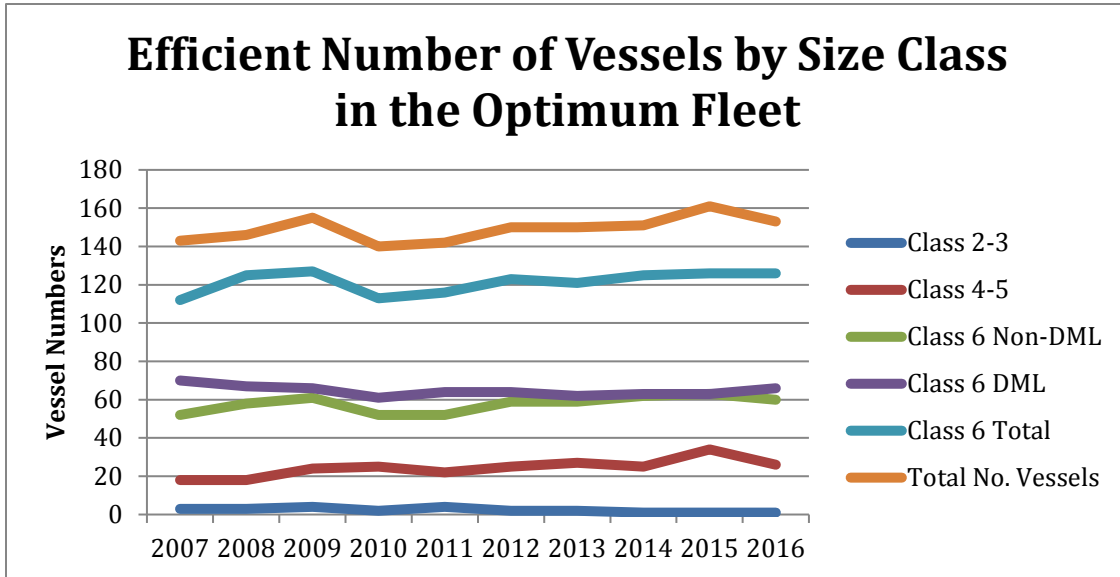 Efficient Number of Vessels by Size Class
in the Optimum Fleet
Vessel Numbers
180
160
140
120
100
80
60
40
20
0
2007 2008 2009 2010 2011 2012 2013 2014 2015 2016
Class 2-3
Class 4-5
Class 6 Non-DML
Class 6 DML
Class 6 Total
Total No. Vessels